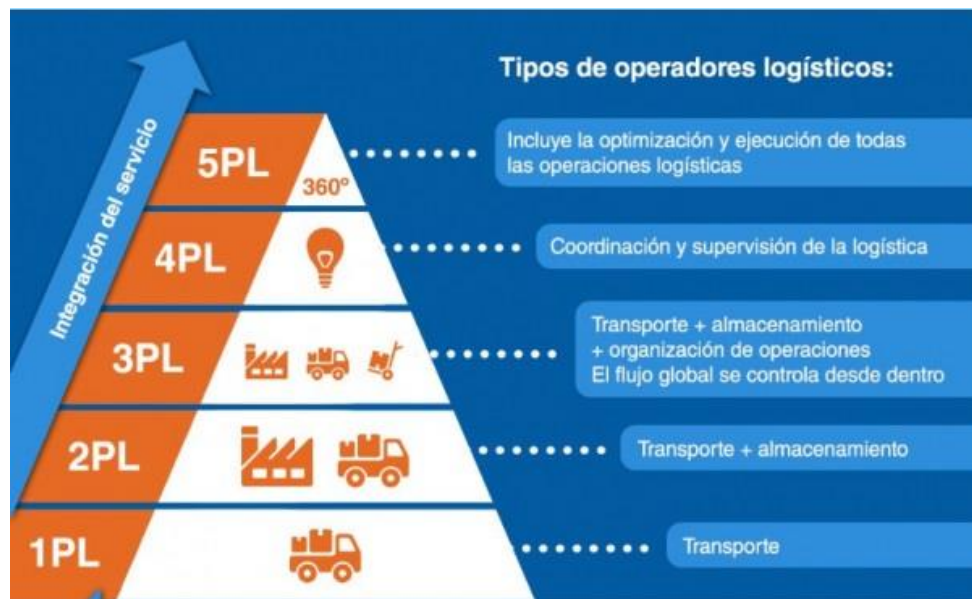 Tipos de operadores logísticos:
Integración del servicio
5PL
360º
Incluye la optimización y ejecución de todas
las operaciones logísticas
4PL
Coordinación y supervisión de la logística
3PL
Transporte + almacenamiento
+ organización de operaciones
El flujo global se controla desde dentro
2PL
Transporte + almacenamiento
1PL
Transporte